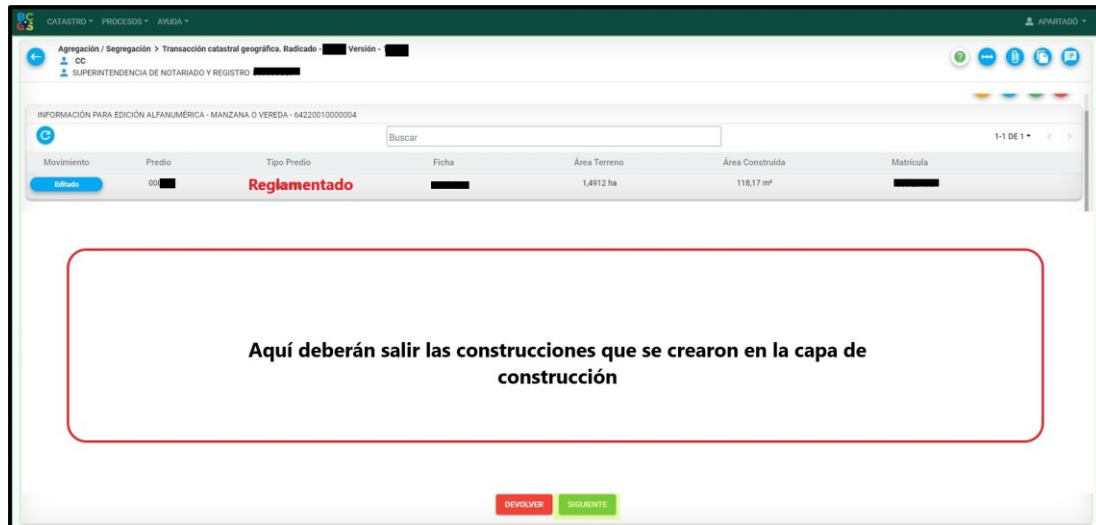 BC
GS
CATASTRO PROCESOS AYUDA
APARTADÓ
Agregación / Segregación > Transacción catastral geográfica. Radicado - Versión -
CC
SUPERINTENDENCIA DE NOTARIADO Y REGISTRO
INFORMACIÓN PARA EDICIÓN ALFANUMÉRICA - MANZANA O VEREDA - 64220010000004
Buscar
1-1 DE 1
Movimiento Predio Tipo Predio Ficha Área Terreno Área Construida Matrícula
Editado 00 Reglamentado 1,4912 ha 118,17 m²
Aquí deberán salir las construcciones que se crearon en la capa de
construcción
DEVOLVER SIGUIENTE